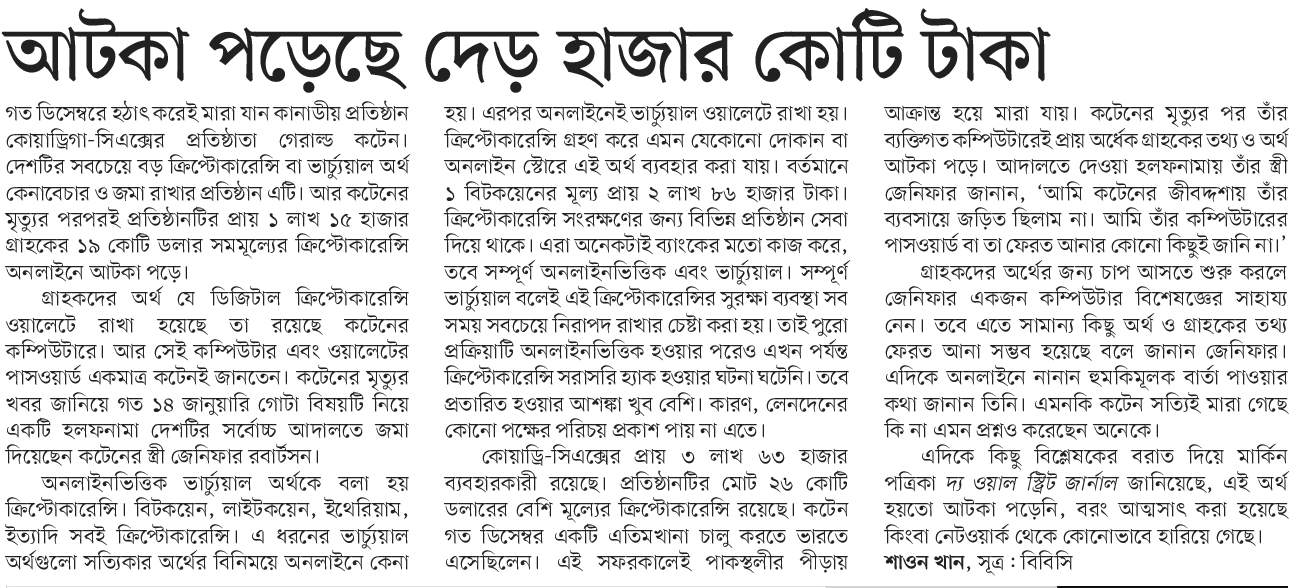 আটকা পড়েছে দেড় হাজার কোটি টাকা
গত ডিসেম্বরে হঠাৎ করেই মারা যান কানাডীয় প্রতিষ্ঠান
কোয়াড্রিগা-সিএক্সের প্রতিষ্ঠাতা গেরাল্ড কটেন।
দেশটির সবচেয়ে বড় ক্রিপ্টোকারেন্সি বা ভার্চ্যুয়াল অর্থ
কেনাবেচার ও জমা রাখার প্রতিষ্ঠান এটি। আর কটেনের
মৃত্যুর পরপরই প্রতিষ্ঠানটির প্রায় ১ লাখ ১৫ হাজার
গ্রাহকের ১৯ কোটি ডলার সমমূল্যের ক্রিপ্টোকারেন্সি
অনলাইনে আটকা পড়ে।
গ্রাহকদের অর্থ যে ডিজিটাল ক্রিপ্টোকারেন্সি
ওয়ালেটে রাখা হয়েছে তা রয়েছে কটেনের
কম্পিউটারে। আর সেই কম্পিউটার এবং ওয়ালেটের
পাসওয়ার্ড একমাত্র কটেনই জানতেন। কটেনের মৃত্যুর
খবর জানিয়ে গত ১৪ জানুয়ারি গোটা বিষয়টি নিয়ে
একটি হলফনামা দেশটির সর্বোচ্চ আদালতে জমা
দিয়েছেন কটেনের স্ত্রী জেনিফার রবার্টসন।
অনলাইনভিত্তিক ভার্চ্যুয়াল অর্থকে বলা হয়
ক্রিপ্টোকারেন্সি। বিটকয়েন, লাইটকয়েন, ইথেরিয়াম,
ইত্যাদি সবই ক্রিপ্টোকারেন্সি। এ ধরনের ভার্চ্যুয়াল
অর্থগুলো সত্যিকার অর্থের বিনিময়ে অনলাইনে কেনা
হয়। এরপর অনলাইনেই ভার্চ্যুয়াল ওয়ালেটে রাখা হয়।
ক্রিপ্টোকারেন্সি গ্রহণ করে এমন যেকোনো দোকান বা
অনলাইন স্টোরে এই অর্থ ব্যবহার করা যায়। বর্তমানে
১ বিটকয়েনের মূল্য প্রায় ২ লাখ ৮৬ হাজার টাকা।
ক্রিপ্টোকারেন্সি সংরক্ষণের জন্য বিভিন্ন প্রতিষ্ঠান সেবা
দিয়ে থাকে। এরা অনেকটাই ব্যাংকের মতো কাজ করে,
তবে সম্পূর্ণ অনলাইনভিত্তিক এবং ভার্চ্যুয়াল। সম্পূর্ণ
ভার্চ্যুয়াল বলেই এই ক্রিপ্টোকারেন্সির সুরক্ষা ব্যবস্থা সব
সময় সবচেয়ে নিরাপদ রাখার চেষ্টা করা হয়। তাই পুরো
প্রক্রিয়াটি অনলাইনভিত্তিক হওয়ার পরেও এখন পর্যন্ত
ক্রিপ্টোকারেন্সি সরাসরি হ্যাক হওয়ার ঘটনা ঘটেনি। তবে
প্রতারিত হওয়ার আশঙ্কা খুব বেশি। কারণ, লেনদেনের
কোনো পক্ষের পরিচয় প্রকাশ পায় না এতে।
কোয়াড্রি-সিএক্সের প্রায় ৩ লাখ ৬৩ হাজার
ব্যবহারকারী রয়েছে। প্রতিষ্ঠানটির মোট ২৬ কোটি
ডলারের বেশি মূল্যের ক্রিপ্টোকারেন্সি রয়েছে। কটেন
গত ডিসেম্বর একটি এতিমখানা চালু করতে ভারতে
এসেছিলেন। এই সফরকালেই পাকস্থলীর পীড়ায়
আক্রান্ত হয়ে মারা যায়। কটেনের মৃত্যুর পর তাঁর
ব্যক্তিগত কম্পিউটারেই প্রায় অর্ধেক গ্রাহকের তথ্য ও অর্থ
আটকা পড়ে। আদালতে দেওয়া হলফনামায় তাঁর স্ত্রী
জেনিফার জানান, ‘আমি কটেনের জীবদ্দশায় তাঁর
ব্যবসায়ে জড়িত ছিলাম না। আমি তাঁর কম্পিউটারের
পাসওয়ার্ড বা তা ফেরত আনার কোনো কিছুই জানি না।’
গ্রাহকদের অর্থের জন্য চাপ আসতে শুরু করলে
জেনিফার একজন কম্পিউটার বিশেষজ্ঞের সাহায্য
নেন। তবে এতে সামান্য কিছু অর্থ ও গ্রাহকের তথ্য
ফেরত আনা সম্ভব হয়েছে বলে জানান জেনিফার।
এদিকে অনলাইনে নানান হুমকিমূলক বার্তা পাওয়ার
কথা জানান তিনি। এমনকি কটেন সত্যিই মারা গেছে
কি না এমন প্রশ্নও করেছেন অনেকে।
এদিকে কিছু বিশ্লেষকের বরাত দিয়ে মার্কিন
পত্রিকা দ্য ওয়াল স্ট্রিট জার্নাল জানিয়েছে, এই অর্থ
হয়তো আটকা পড়েনি, বরং আত্মসাৎ করা হয়েছে
কিংবা নেটওয়ার্ক থেকে কোনোভাবে হারিয়ে গেছে।
শাওন খান, সূত্র : বিবিসি